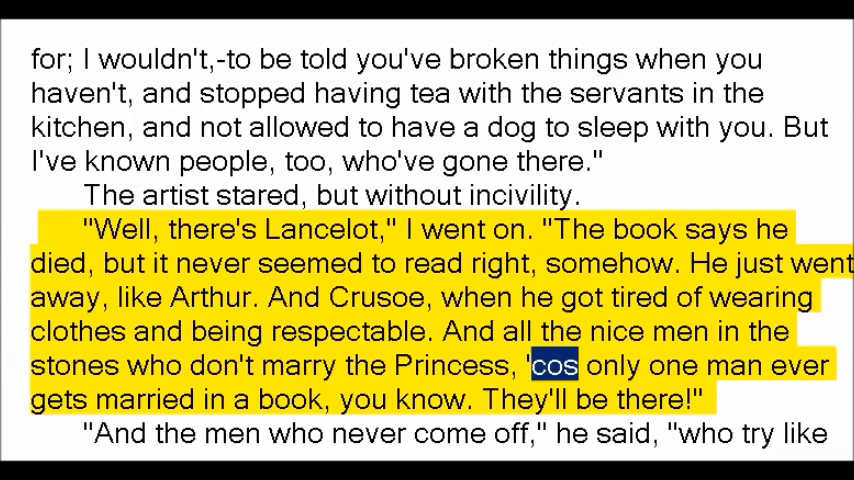 for; I wouldn't,-to be told you've broken things when you
haven't, and stopped having tea with the servants in the
kitchen, and not allowed to have a dog to sleep with you. But
I've known people, too, who've gone there."
The artist stared, but without incivility.
"Well, there's Lancelot," I went on. "The book says he
died, but it never seemed to read right, somehow. He just went
away, like Arthur. And Crusoe, when he got tired of wearing
clothes and being respectable. And all the nice men in the
stones who don't marry the Princess, 'cos only one man ever
gets married in a book, you know. They'll be there!"
"And the men who never come off," he said, "who try like